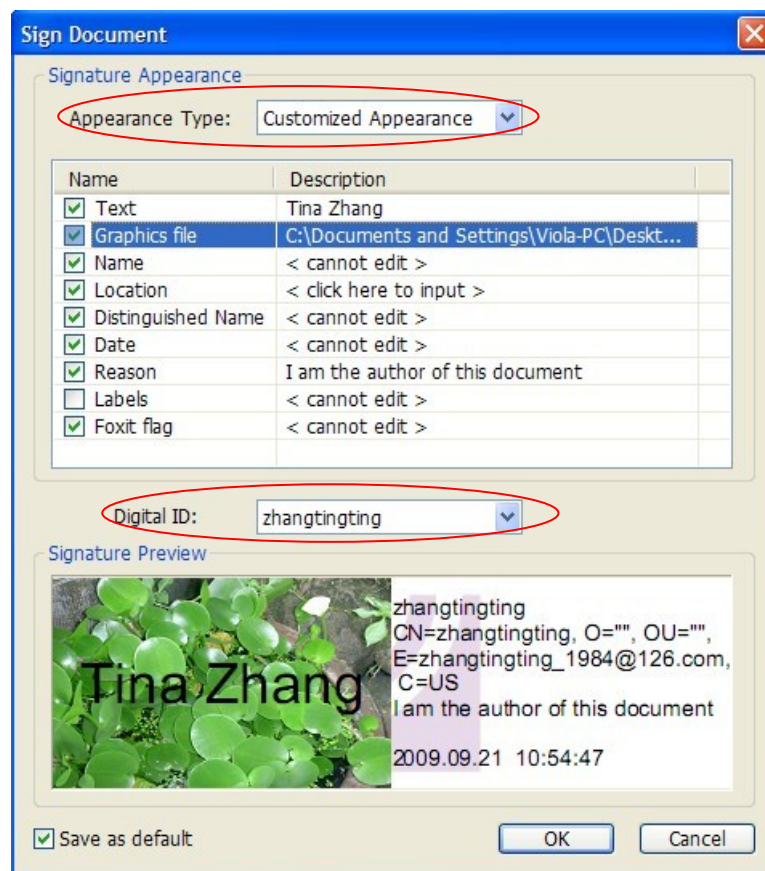 Sign Document
Signature Appearance
Appearance Type: Customized Appearance
Name Description
Text Tina Zhang
Graphics file C:\Documents and Settings\Viola-PC\Deskt...
Name < cannot edit >
Location < click here to input >
Distinguished Name < cannot edit >
Date < cannot edit >
Reason I am the author of this document
Labels < cannot edit >
Foxit flag < cannot edit >
Digital ID: zhangtingting
Signature Preview
Tina Zhang
zhangtingting
CN=zhangtingting, O="", OU="",
E=zhangtingting_1984@126.com,
C=US
I am the author of this document
2009.09.21 10:54:47
Save as default OK Cancel